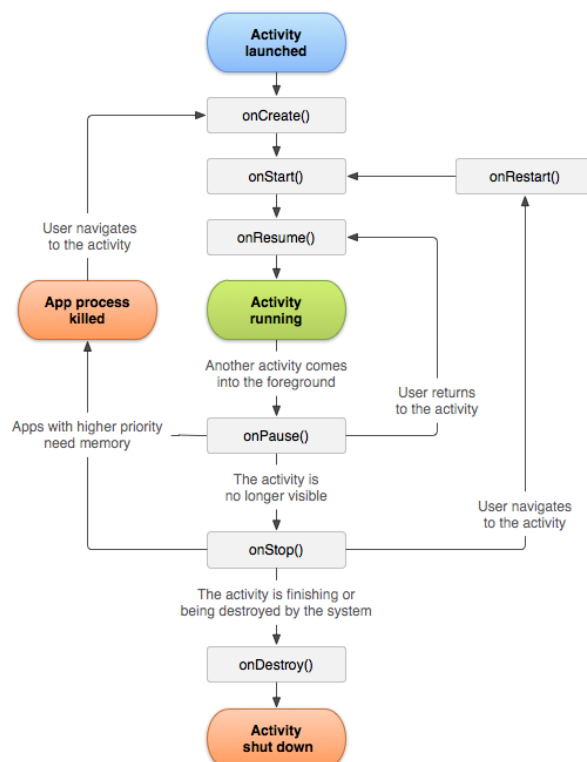 Activity
launched
onCreate()
onStart()
onRestart()
User navigates
to the activity
onResume()
App process
killed
Activity
running
Another activity comes
into the foreground
User returns
to the activity
Apps with higher priority
need memory
onPause()
The activity is
no longer visible
User navigates
to the activity
onStop()
The activity is finishing or
being destroyed by the system
onDestroy()
Activity
shut down